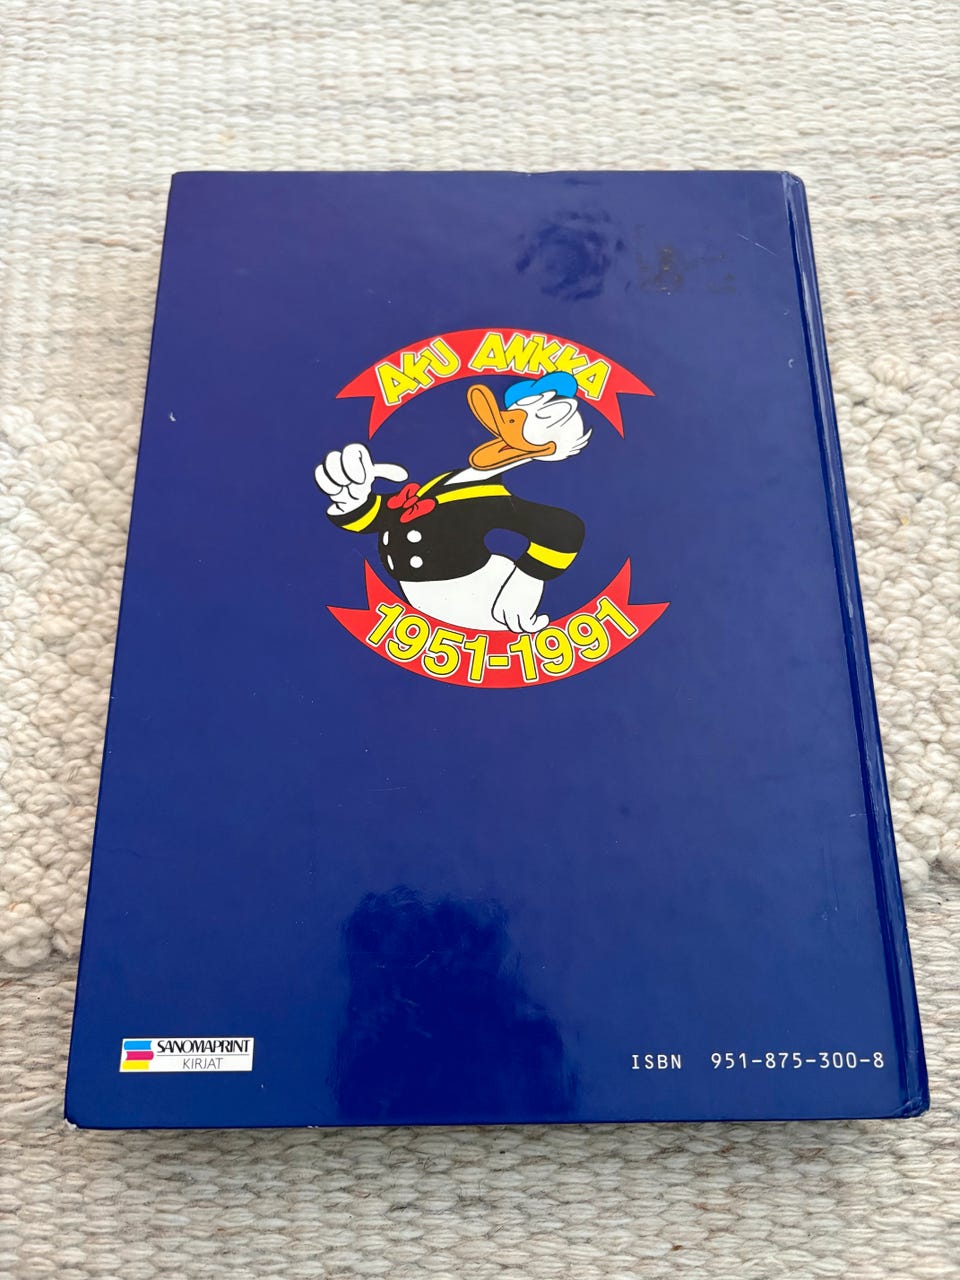 AKU ANKKA
1951-1991
SANOMAPRINT
KIRJAT
ISBN 951-875-300-8